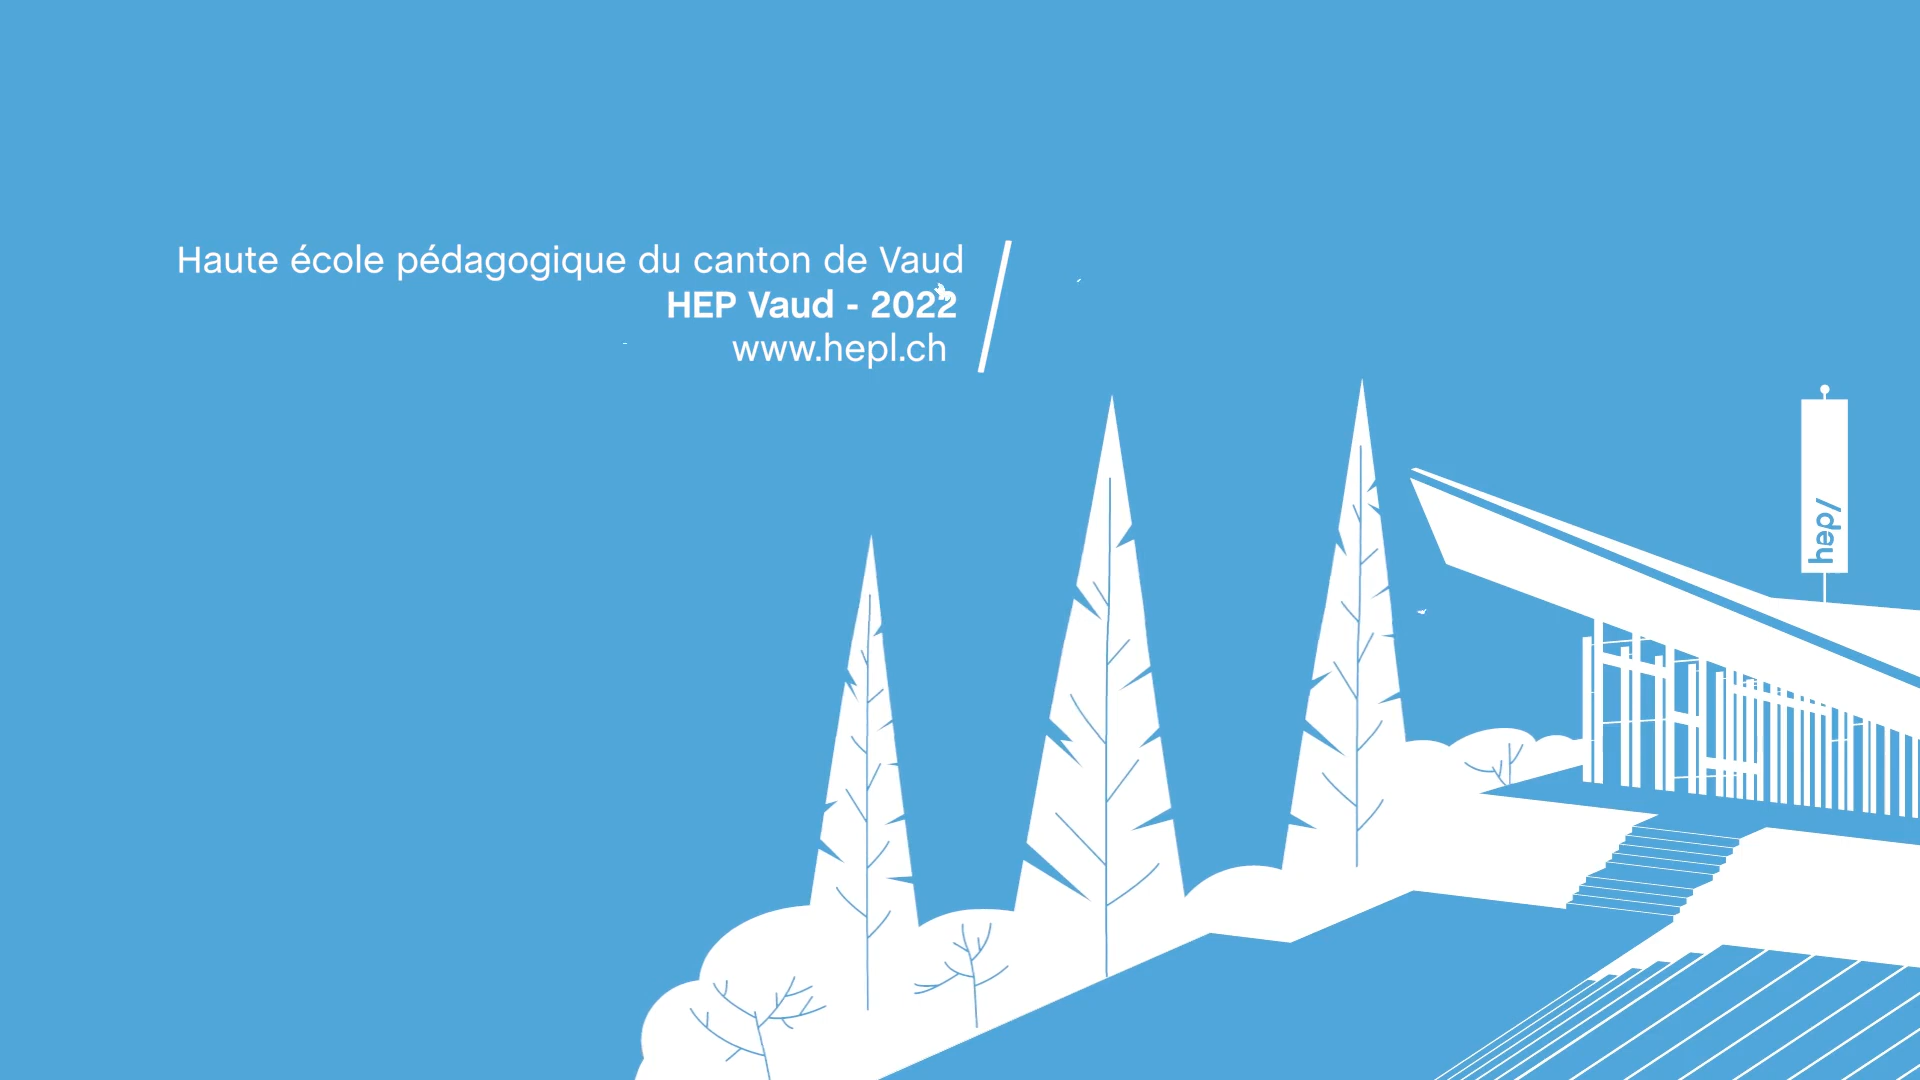 Haute école pédagogique du canton de Vaud
HEP Vaud - 2022
www.hepl.ch
hep/